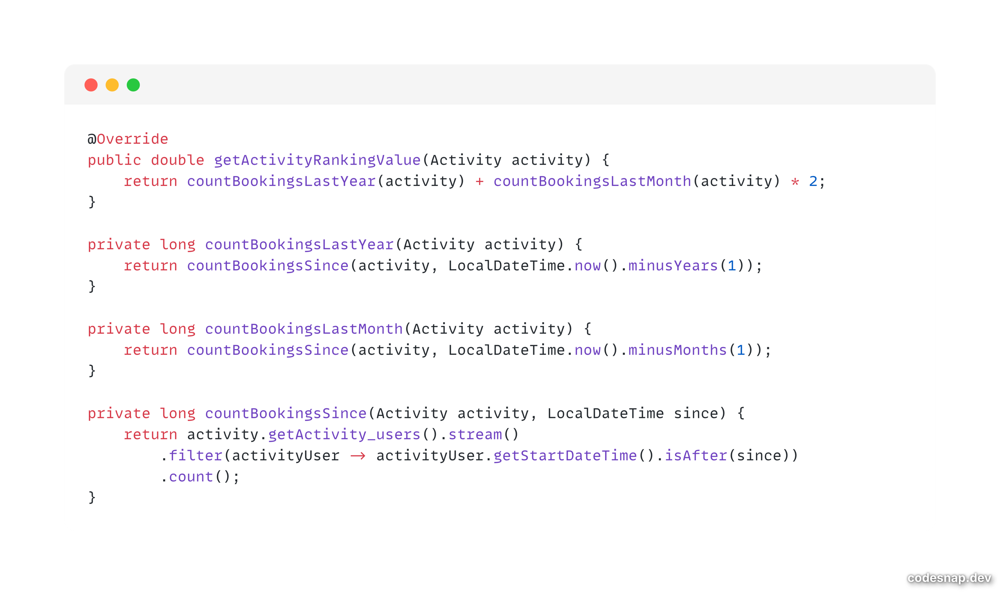 @Override
public double getActivityRankingValue(Activity activity) {
    return countBookingsLastYear(activity) + countBookingsLastMonth(activity) * 2;
}

private long countBookingsLastYear(Activity activity) {
    return countBookingsSince(activity, LocalDateTime.now().minusYears(1));
}

private long countBookingsLastMonth(Activity activity) {
    return countBookingsSince(activity, LocalDateTime.now().minusMonths(1));
}

private long countBookingsSince(Activity activity, LocalDateTime since) {
    return activity.getActivity_users().stream()
        .filter(activityUser -> activityUser.getStartDateTime().isAfter(since))
        .count();
}
codesnap.dev